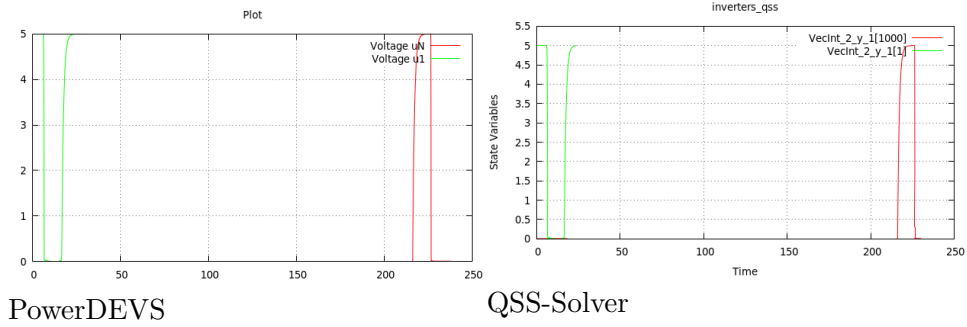 Plot
5
4
3
2
1
0
0 50 100 150 200 250
Voltage uN
Voltage u1
PowerDEVS
inverters_qss
State Variables
5.5
5
4.5
4
3.5
3
2.5
2
1.5
1
0.5
0
0 50 100 150 200 250
Time
VecInt_2_y_1[1000]
VecInt_2_y_1[1]
QSS-Solver